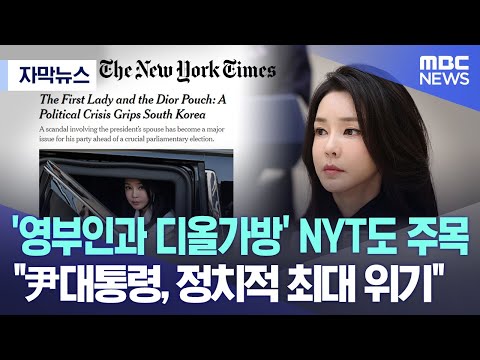 자막뉴스
The New York Times
MBC
NEWS
The First Lady and the Dior Pouch: A
Political Crisis Grips South Korea
A scandal involving the president's spouse has become a major
issue for his party ahead of a crucial parliamentary election.
'영부인과 디올가방' NYT도 주목
"尹대통령, 정치적 최대 위기"